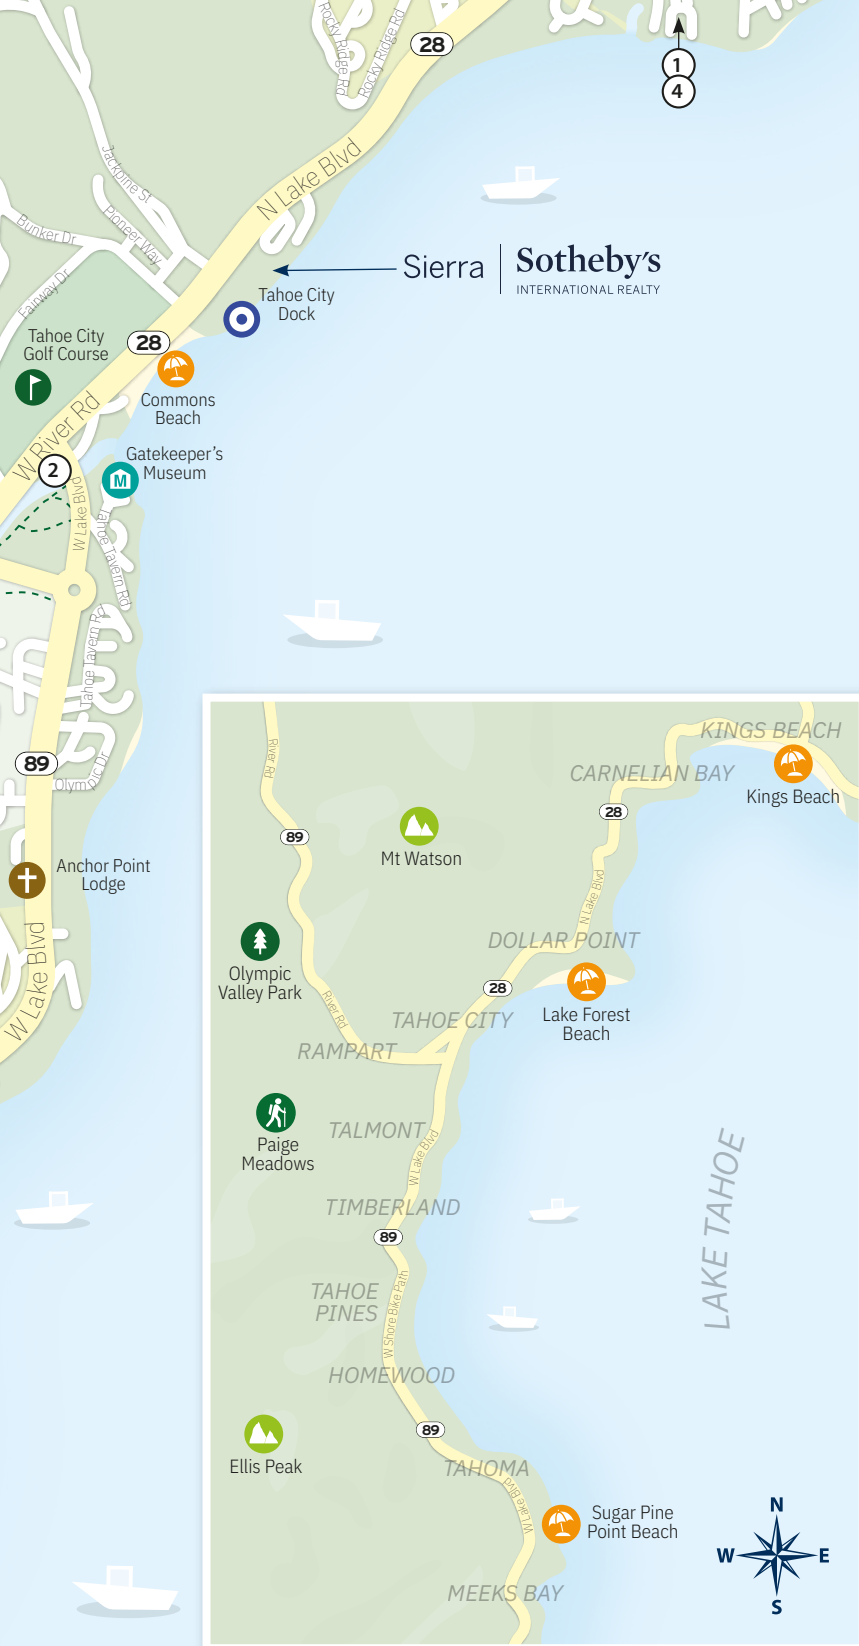 Rocky Ridge Rd
Rocky Ridge Rd
28
1
4
N Lake Blvd
Jackpine St
Pioneer Way
Bunker Dr
Fairway Dr
Sierra
Sotheby's
INTERNATIONAL REALTY
Tahoe City
Dock
28
Tahoe City
Golf Course
Commons
Beach
W River Rd
2
Gatekeeper's
Museum
M
W Lake Blvd
Tahoe Tavern Rd
Tahoe Tavern Rd
89
Olympic Dr
Anchor Point
Lodge
W Lake Blvd
KINGS BEACH
Kings Beach
CARNELIAN BAY
River Rd
28
89
Mt Watson
N Lake Blvd
DOLLAR POINT
Olympic
Valley Park
28
Lake Forest
Beach
River Rd
TAHOE CITY
RAMPART
Paige
Meadows
TALMONT
W Lake Blvd
TIMBERLAND
89
LAKE TAHOE
TAHOE
PINES
W Shore Bike Path
HOMEWOOD
89
Ellis Peak
TAHOMA
W Lake Blvd
Sugar Pine
Point Beach
MEEKS BAY
N
W
E
S